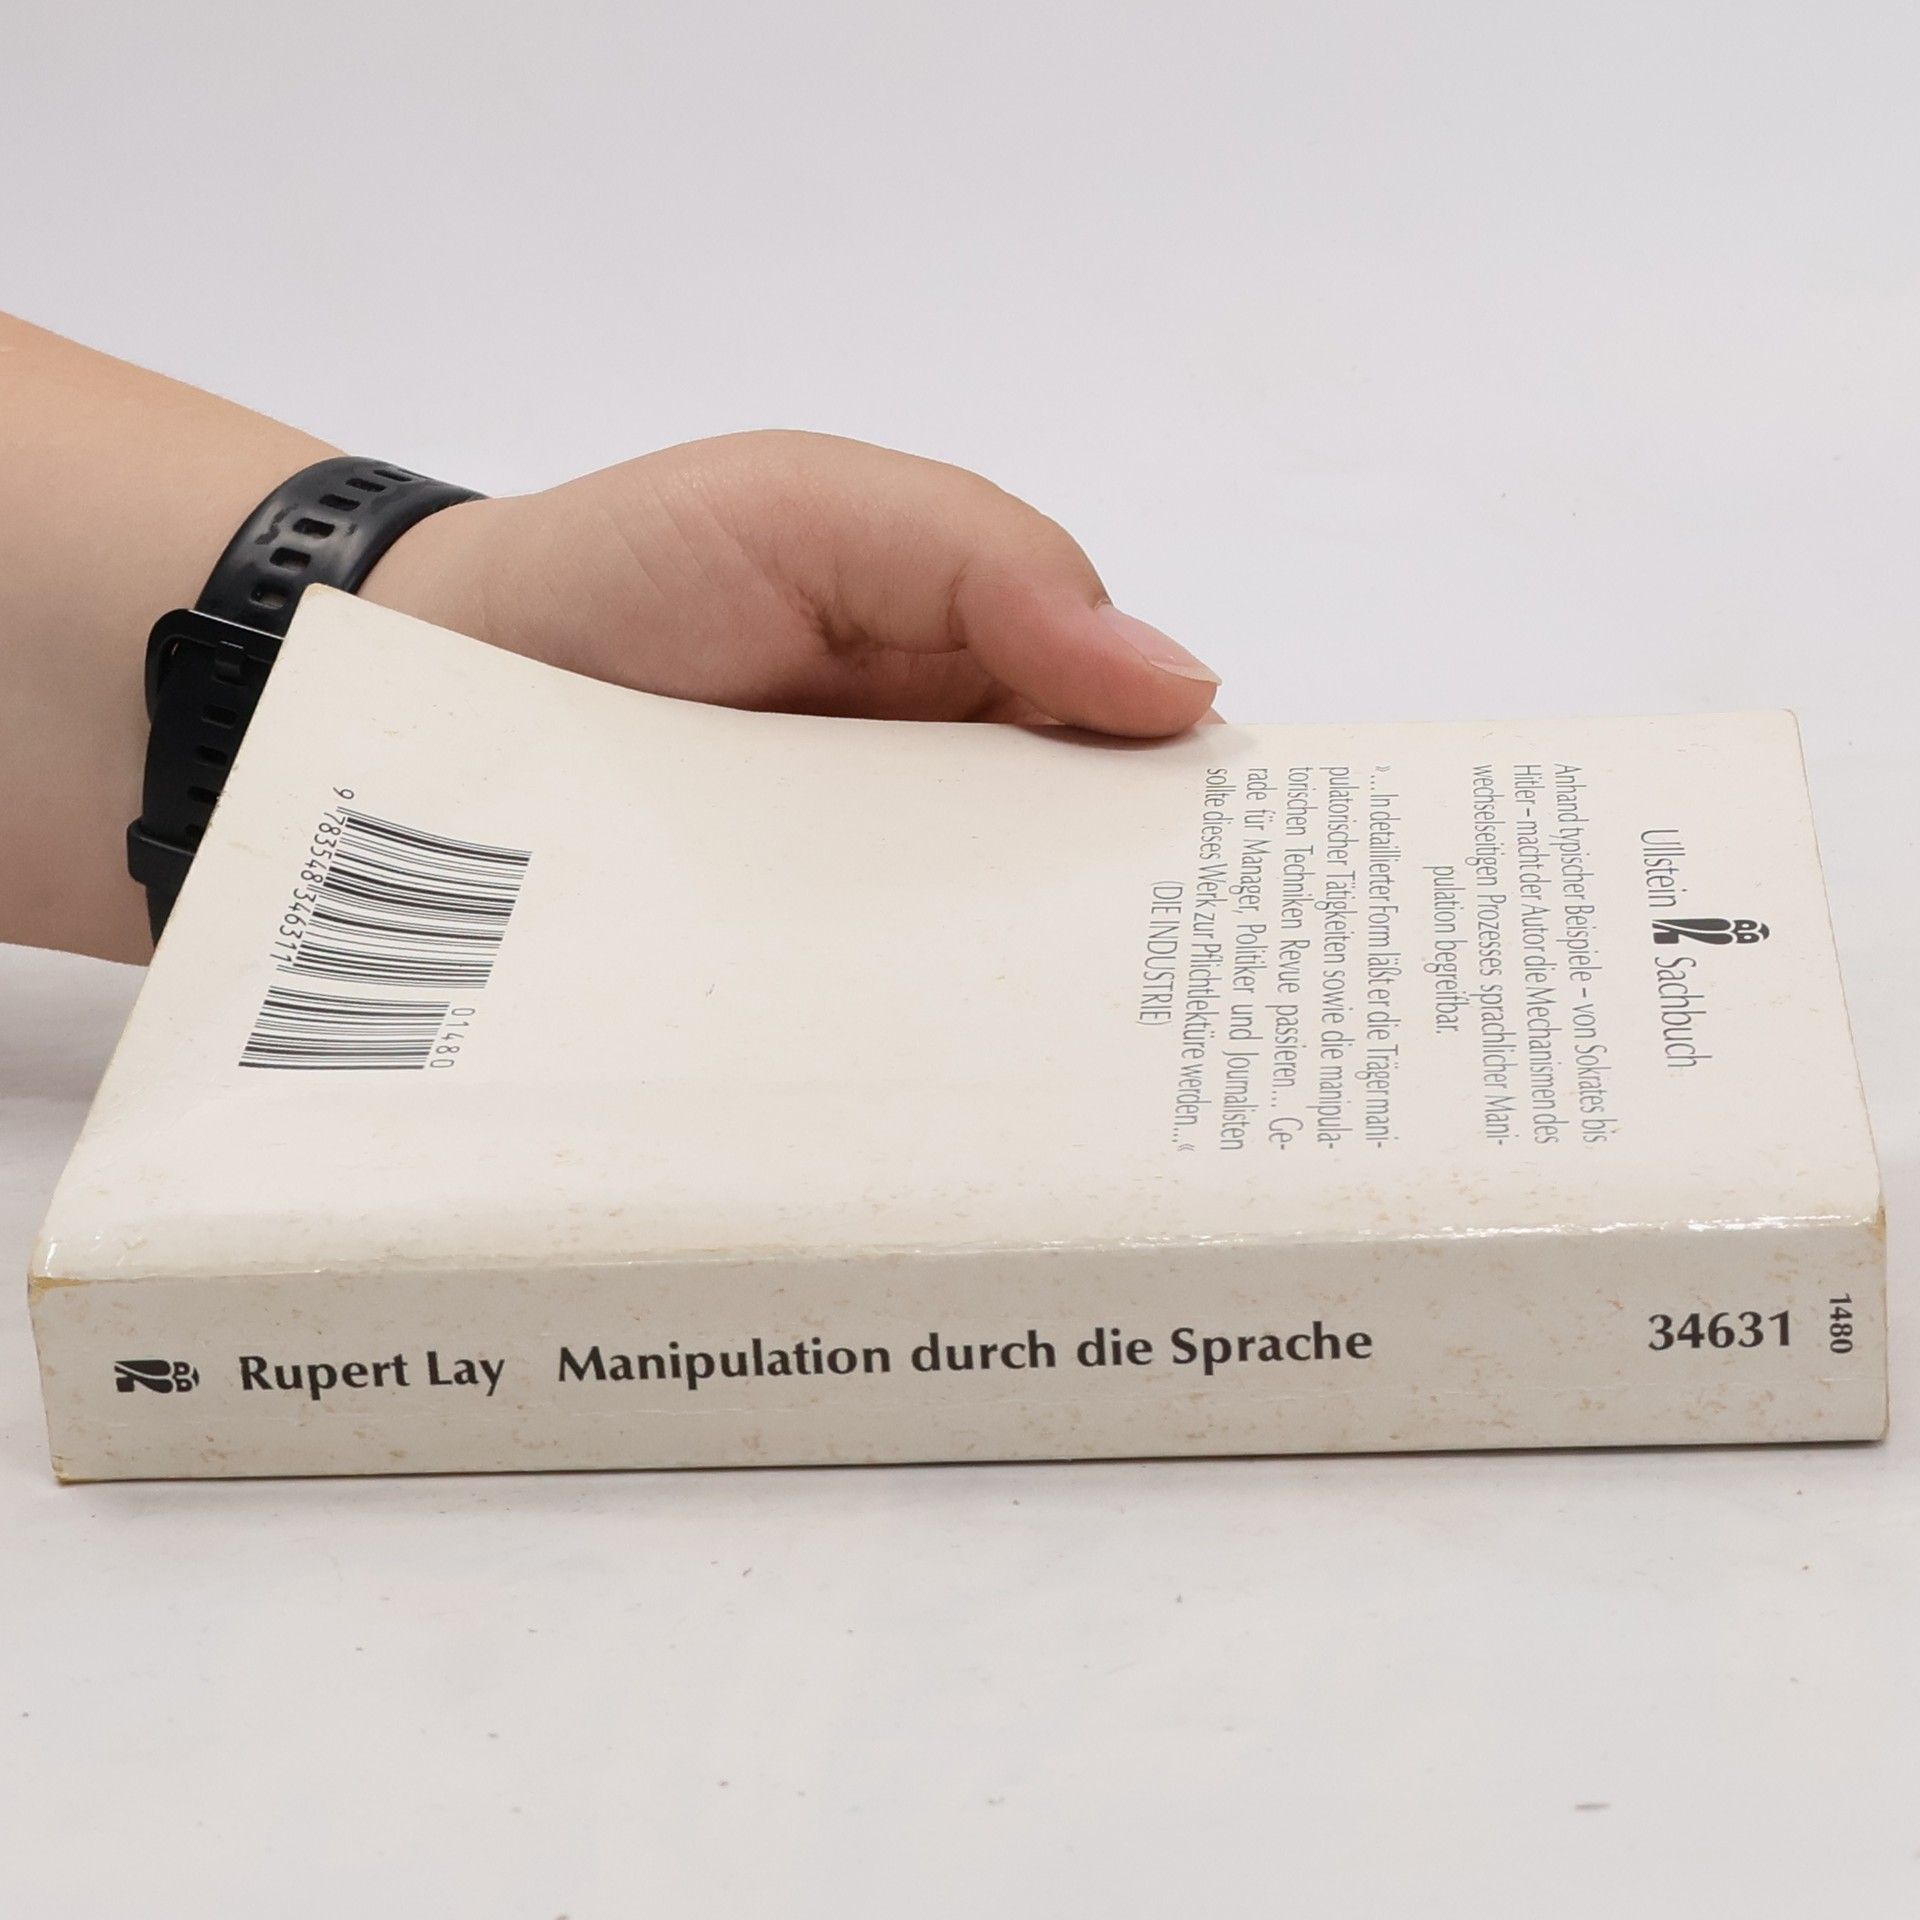 Ullstein Sachbuch
Anhand typischer Beispiele – von Sokrates bis
Hitler – macht der Autor die Mechanismen des
wechselseitigen Prozesses sprachlicher Mani-
pulation begreifbar.
»... In detaillierter Form läßt er die Träger mani-
pulatorischer Tätigkeiten sowie die manipula-
torischen Techniken Revue passieren... Ge-
rade für Manager, Politiker und Journalisten
sollte dieses Werk zur Pflichtlektüre werden...«
(DIE INDUSTRIE)
9 783548 346311
01480
Rupert Lay Manipulation durch die Sprache 34631 1480